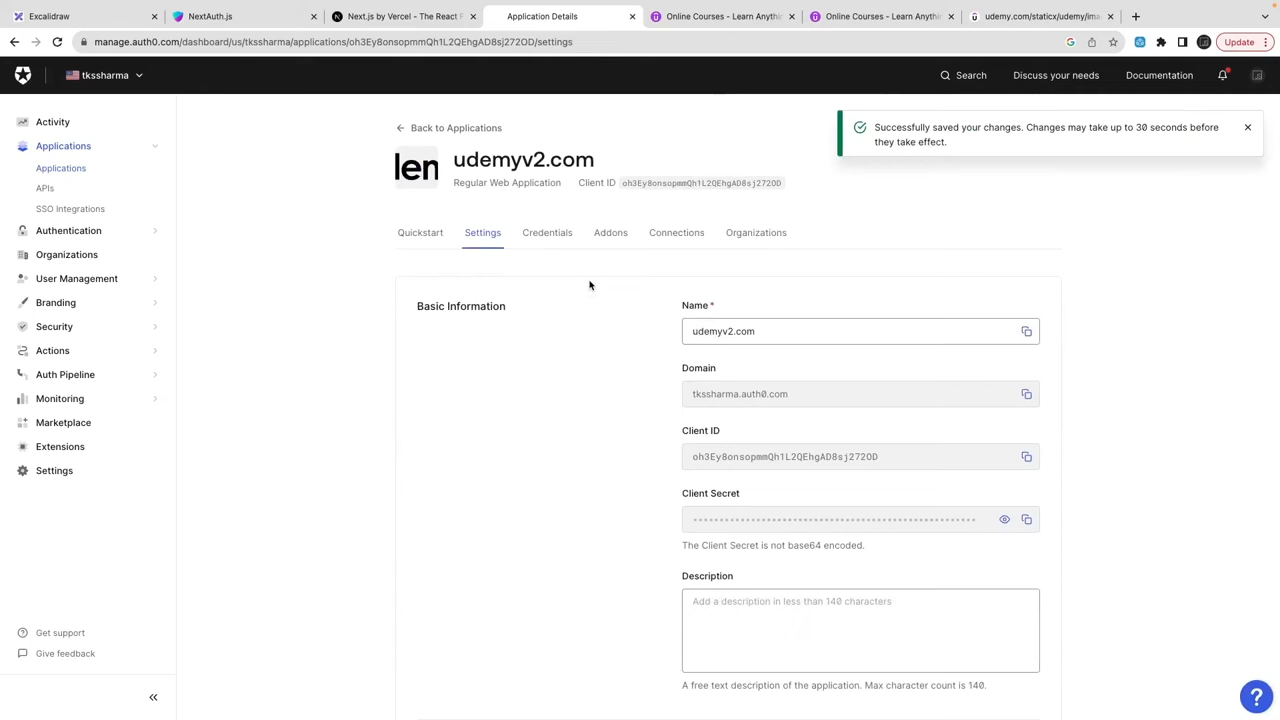 Excalidraw
NextAuth.js
Next.js by Vercel - The React F
Application Details
Online Courses - Learn Anythin
Online Courses - Learn Anythin
udemy.com/staticx/udemy/ima
manage.auth0.com/dashboard/us/tkssharma/applications/oh3Ey8onsopmmQh1L2QEhgAD8sj272OD/settings
Update
tkssharma
Search
Discuss your needs
Documentation
Activity
Applications
Applications
APIs
SSO Integrations
Authentication
Organizations
User Management
Branding
Security
Actions
Auth Pipeline
Monitoring
Marketplace
Extensions
Settings
Get support
Give feedback
Back to Applications
Successfully saved your changes. Changes may take up to 30 seconds before
they take effect.
len
udemyv2.com
Regular Web Application Client ID oh3Ey8onsopmmQh1L2QEhgAD8sj272OD
Quickstart
Settings
Credentials
Addons
Connections
Organizations
Basic Information
Name *
udemyv2.com
Domain
tkssharma.auth0.com
Client ID
oh3Ey8onsopmmQh1L2QEhgAD8sj272OD
Client Secret
The Client Secret is not base64 encoded.
Description
Add a description in less than 140 characters
A free text description of the application. Max character count is 140.